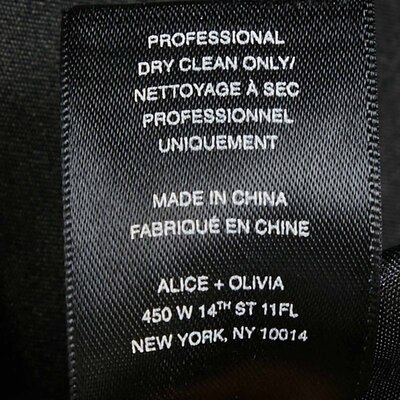 PROFESSIONAL
DRY CLEAN ONLY/
NETTOYAGE À SEC
PROFESSIONNEL
UNIQUEMENT
MADE IN CHINA
FABRIQUÉ EN CHINE
ALICE + OLIVIA
450 W 14TH ST 11FL
NEW YORK, NY 10014